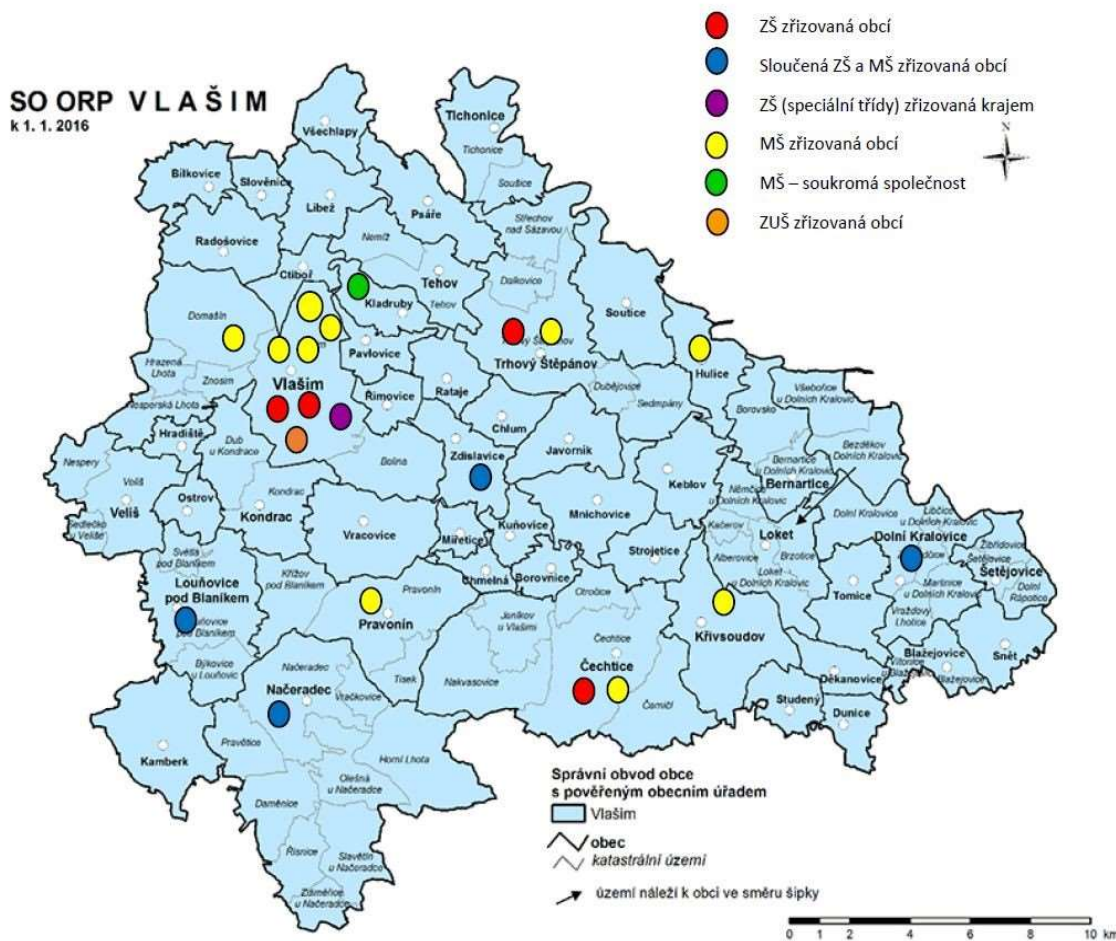 ZŠ zřizovaná obcí
Sloučená ZŠ a MŠ zřizovaná obcí
ZŠ (speciální třídy) zřizovaná krajem
MŠ zřizovaná obcí
MŠ – soukromá společnost
ZUŠ zřizovaná obcí
SO ORP VLAŠIM
k 1. 1. 2016
N
Všechlapy
Tichonice
Tichonice
Soutice
Bílkovice
Slověnice
Libež
Psáře
Střechov
nad Sázavou
Radošovice
Nemíž
Ctiboř
Tehov
Tehov
Dalkovice
Kladruby
Soutice
Domašín
Pavlovice
Trhový Štěpánov
Hulice
Hrazená
Lhota
Znosim
Vlašim
Rataje
Dubějovice
Sedmpány
Všebořice
u Dolních Kralovic
Nesperská Lhota
Řimovice
Borovsko
Hradiště
Dub
u Kondrace
Chlum
Bezděkov
u Dolních Kralovic
Nespery
Bolina
Zdislavice
Javorník
Bernartice
u Dolních Kralovic
Bernartice
Voliš
Ostrov
Kondrac
Keblov
Němčice
u Dolních Kralovic
Veliš
Kondrac
Mnichovice
Dolní Kralovice
Libčice
u Dolních Kralovic
Sedlečko
u Veliše
Vracovice
Miřetice
Kuňovice
Kačerov
Loket
Dolní Kralovice
Světlá
pod Blaníkem
Strojetice
Alberovice
Brzotice
Žibřidovice
Šetějovice
Louňovice
pod Blaníkem
Křížov
pod Blaníkem
Chmelná
Borovnice
Loket
u Dolních Kralovic
Šetějovice
Pravonín
Otročice
Tomice
Martinice
u Dolních Kralovic
Dolní
Rápotice
Pravonín
Jeníkov
u Vlašimi
Křivsoudov
Vraždovy
Lhotice
Čechtice
Býkovice
u Louňovic
Načeradec
Tisek
Čechtice
Blažejovice
Snět
Načeradec
Vračkovice
Nakvasovice
Děkanovice
Blažejovice
Čamičí
Studený
Dunice
Kamberk
Pravětice
Horní Lhota
Olešná
u Načeradce
Daměnice
Řísnice
Slavětín
u Načeradce
Zámělnice
u Načeradce
Správní obvod obce
s pověřeným obecním úřadem
Vlašim
obec
katastrální území
území náleží k obci ve směru šipky
0 1 2 4 6 8 10 km